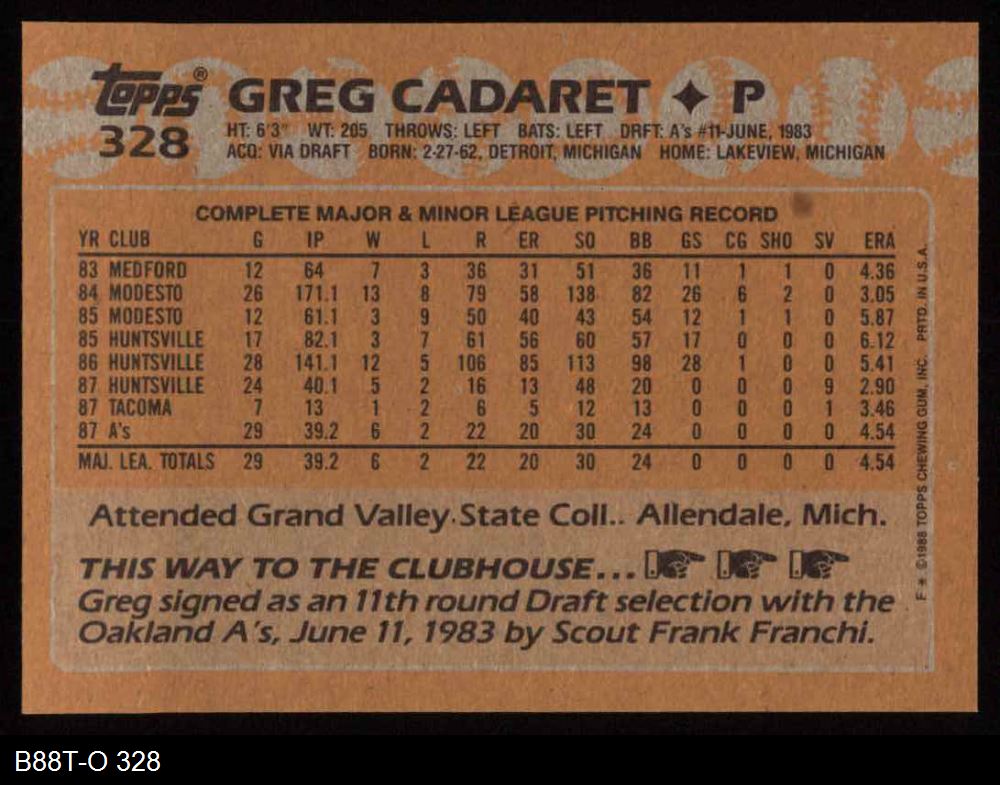 topps® GREG CADARET ✦ P
328 HT: 6'3" WT: 205 THROWS: LEFT BATS: LEFT DRFT: A's #11-JUNE, 1983
ACQ: VIA DRAFT BORN: 2-27-62, DETROIT, MICHIGAN HOME: LAKEVIEW, MICHIGAN
COMPLETE MAJOR & MINOR LEAGUE PITCHING RECORD
YR CLUB G IP W L R ER SO BB GS CG SHO SV ERA
83 MEDFORD 12 64 7 3 36 31 51 36 11 1 1 0 4.36
84 MODESTO 26 171.1 13 8 79 58 138 82 26 6 2 0 3.05
85 MODESTO 12 61.1 3 9 50 40 43 54 12 1 1 0 5.87
85 HUNTSVILLE 17 82.1 3 7 61 56 60 57 17 0 0 0 6.12
86 HUNTSVILLE 28 141.1 12 5 106 85 113 98 28 1 0 0 5.41
87 HUNTSVILLE 24 40.1 5 2 16 13 48 20 0 0 0 9 2.90
87 TACOMA 7 13 1 2 6 5 12 13 0 0 0 1 3.46
87 A's 29 39.2 6 2 22 20 30 24 0 0 0 0 4.54
MAJ. LEA. TOTALS 29 39.2 6 2 22 20 30 24 0 0 0 0 4.54
Attended Grand Valley State Coll.. Allendale, Mich.
THIS WAY TO THE CLUBHOUSE...
Greg signed as an 11th round Draft selection with the
Oakland A's, June 11, 1983 by Scout Frank Franchi.
F * ©1988 TOPPS CHEWING GUM, INC. PRTD. IN U.S.A.
B88T-O 328